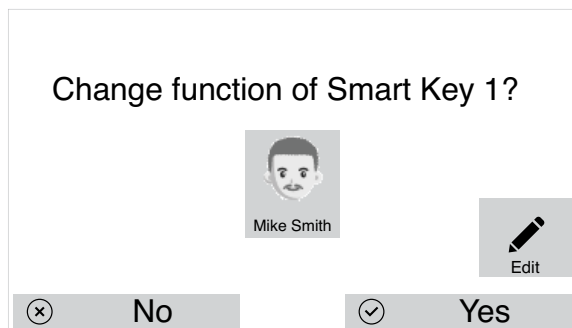 Change function of Smart Key 1?
Mike Smith
Edit
No
Yes